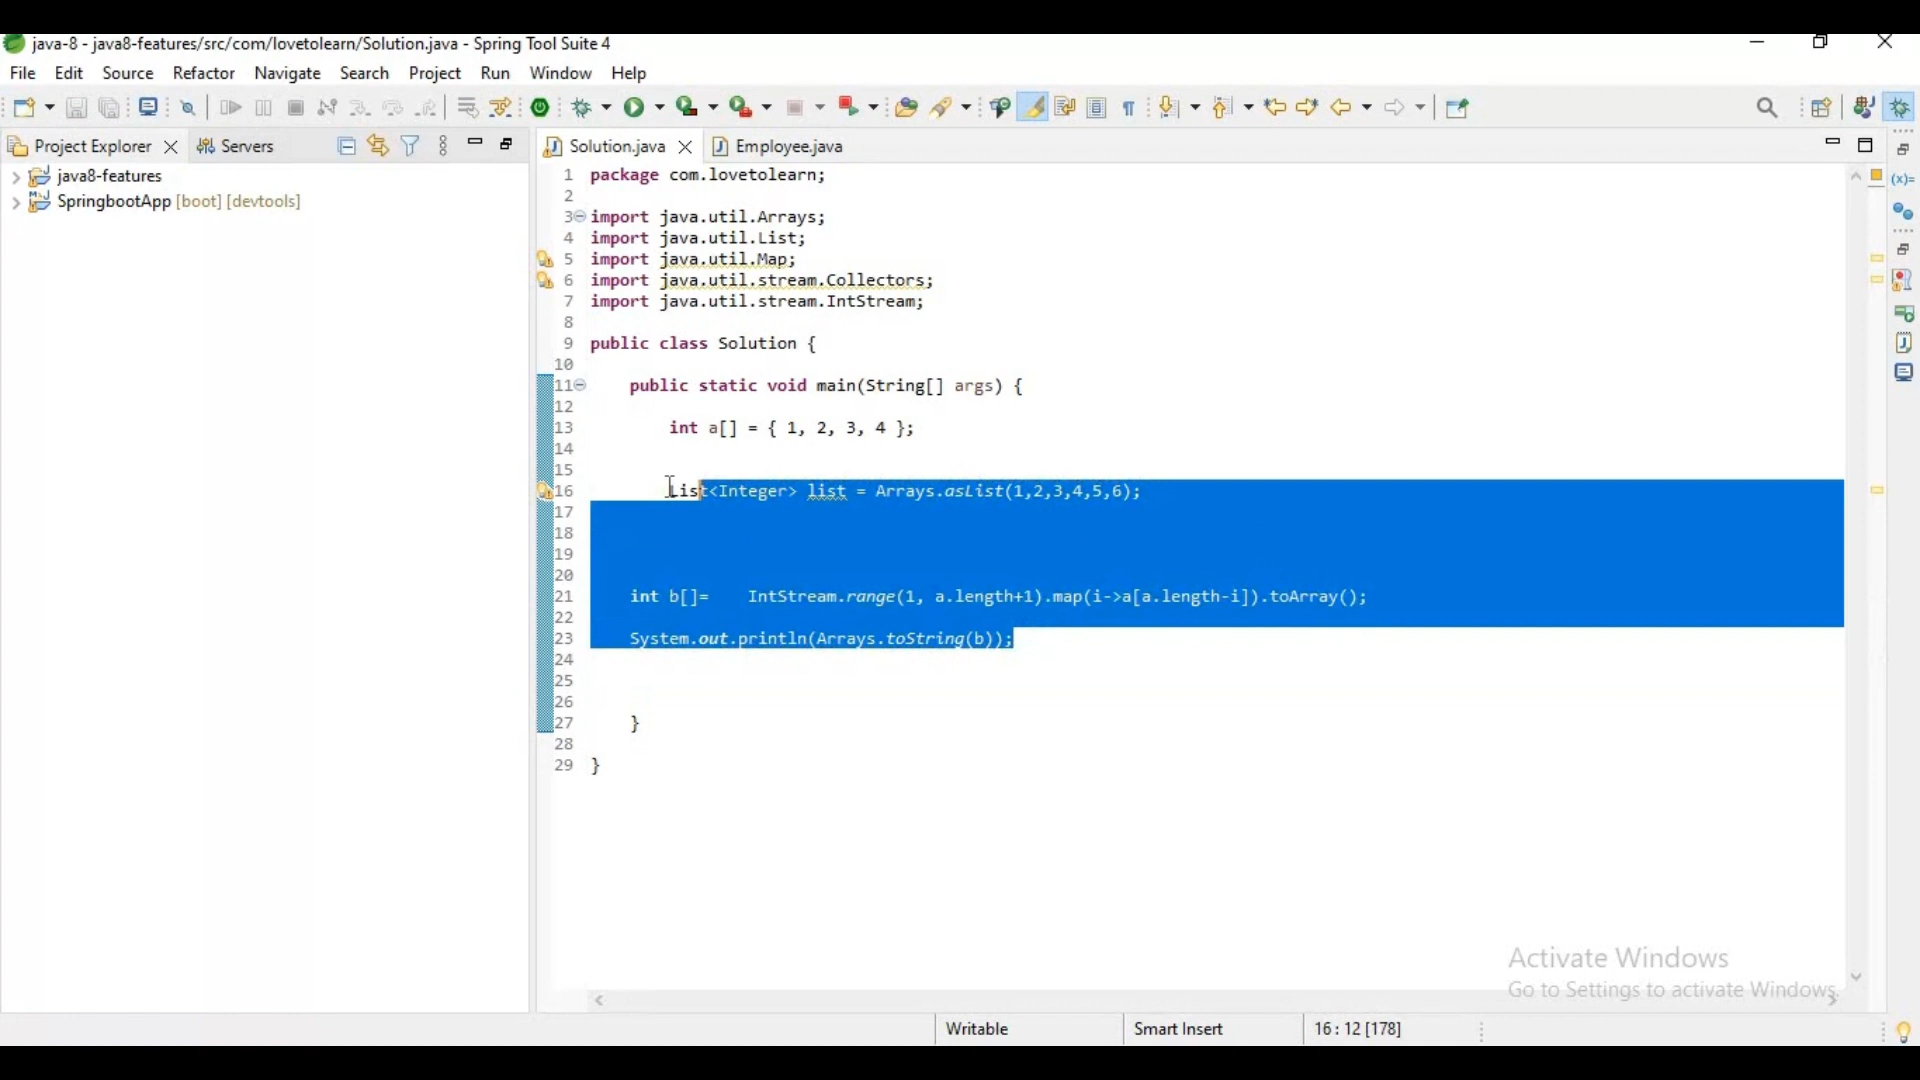 java-8 - java8-features/src/com/lovetolearn/Solution.java - Spring Tool Suite 4
File Edit Source Refactor Navigate Search Project Run Window Help
Project Explorer Servers
Solution.java Employee.java
java8-features
SpringbootApp [boot] [devtools]
1 package com.lovetolearn;
2
3 import java.util.Arrays;
4 import java.util.List;
5 import java.util.Map;
6 import java.util.stream.Collectors;
7 import java.util.stream.IntStream;
8
9 public class Solution {
10
11 public static void main(String[] args) {
12
13 int a[] = { 1, 2, 3, 4 };
14
15
16 List<Integer> list = Arrays.asList(1,2,3,4,5,6);
17
18
19
20
21 int b[]= IntStream.range(1, a.length+1).map(i->a[a.length-i]).toArray();
22
23 System.out.println(Arrays.toString(b));
24
25
26
27 }
28
29 }
Activate Windows
Go to Settings to activate Windows.
Writable Smart Insert 16 : 12 [178]